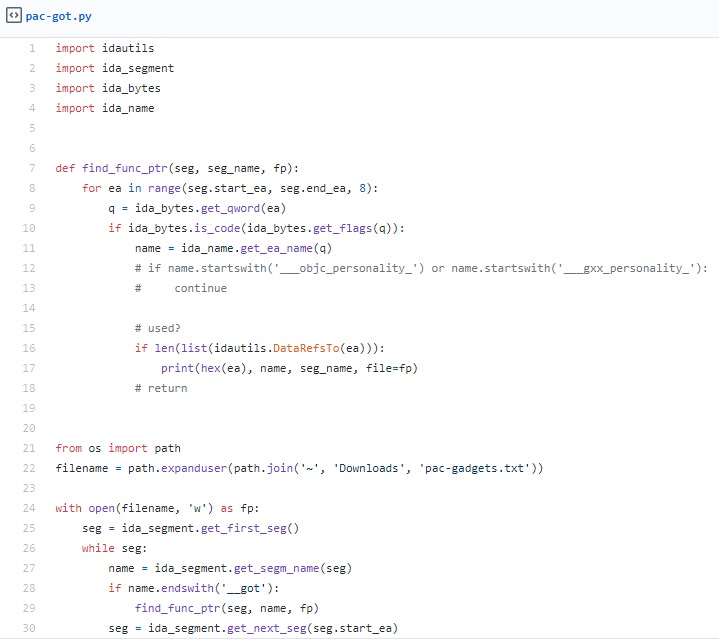 pac-got.py
1 import idautils
2 import ida_segment
3 import ida_bytes
4 import ida_name
5
6
7 def find_func_ptr(seg, seg_name, fp):
8     for ea in range(seg.start_ea, seg.end_ea, 8):
9         q = ida_bytes.get_qword(ea)
10         if ida_bytes.is_code(ida_bytes.get_flags(q)):
11             name = ida_name.get_ea_name(q)
12             # if name.startswith('___objc_personality_') or name.startswith('___gxx_personality_'):
13             #     continue
14
15             # used?
16             if len(list(idautils.DataRefsTo(ea))):
17                 print(hex(ea), name, seg_name, file=fp)
18             # return
19
20
21 from os import path
22 filename = path.expanduser(path.join('~', 'Downloads', 'pac-gadgets.txt'))
23
24 with open(filename, 'w') as fp:
25     seg = ida_segment.get_first_seg()
26     while seg:
27         name = ida_segment.get_segm_name(seg)
28         if name.endswith('__got'):
29             find_func_ptr(seg, name, fp)
30         seg = ida_segment.get_next_seg(seg.start_ea)